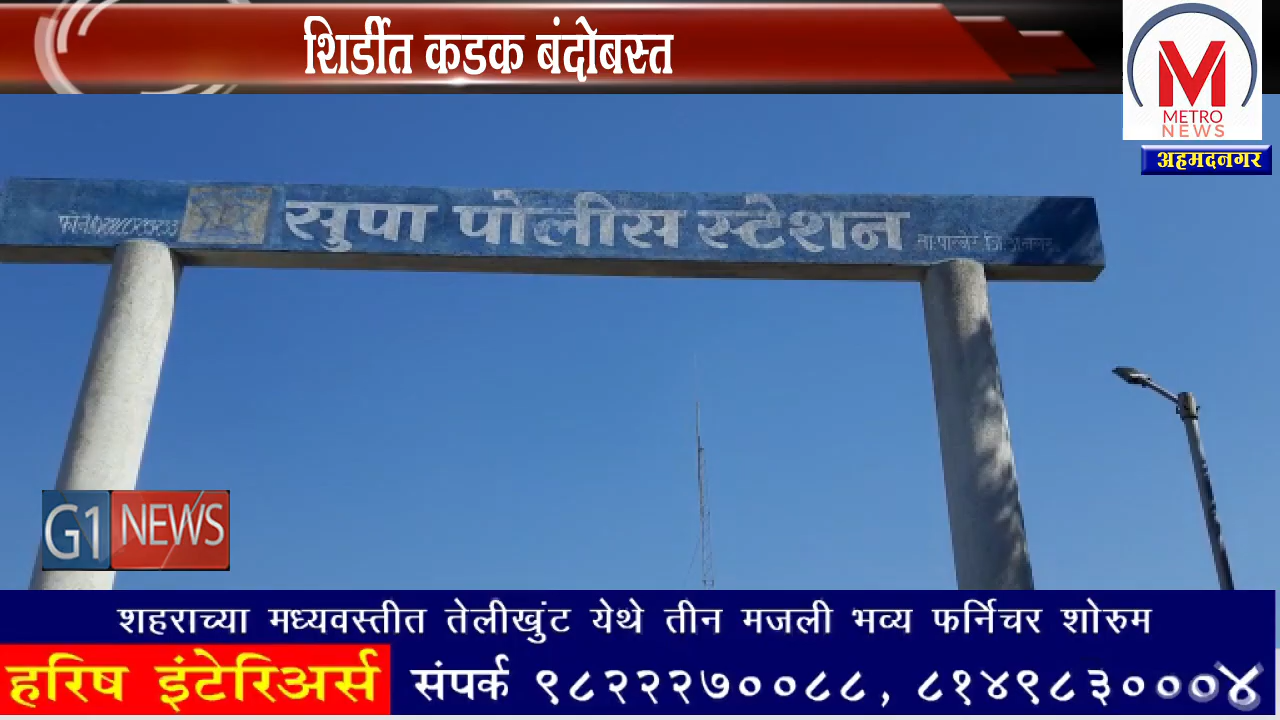 शिर्डीत कडक बंदोबस्त
M
METRO
NEWS
अहमदनगर
सुपा पोलीस स्टेशन
ता.पारनेर
G1 NEWS
शहराच्या मध्यवस्तीत तेलीखुंट येथे तीन मजली भव्य फर्निचर शोरुम
हरिष इंटेरिअर्स संपर्क ९८२२२७००८८, ८१४९८३०००४